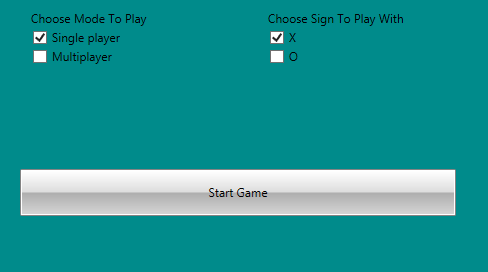 Choose Mode To Play
Single player
Multiplayer
Choose Sign To Play With
X
O
Start Game